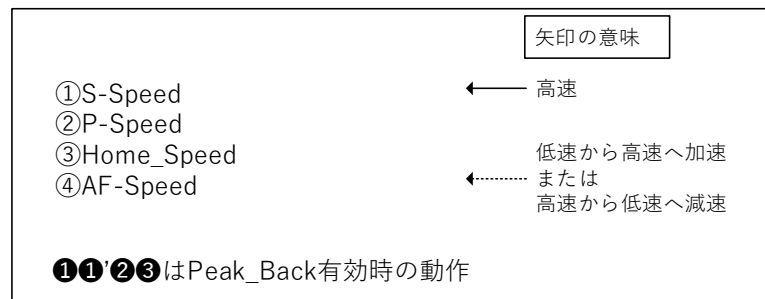 矢印の意味
①S-Speed
②P-Speed
③Home_Speed
④AF-Speed
高速
低速から高速へ加速
または
高速から低速へ減速
❶❶'❷❸はPeak_Back有効時の動作